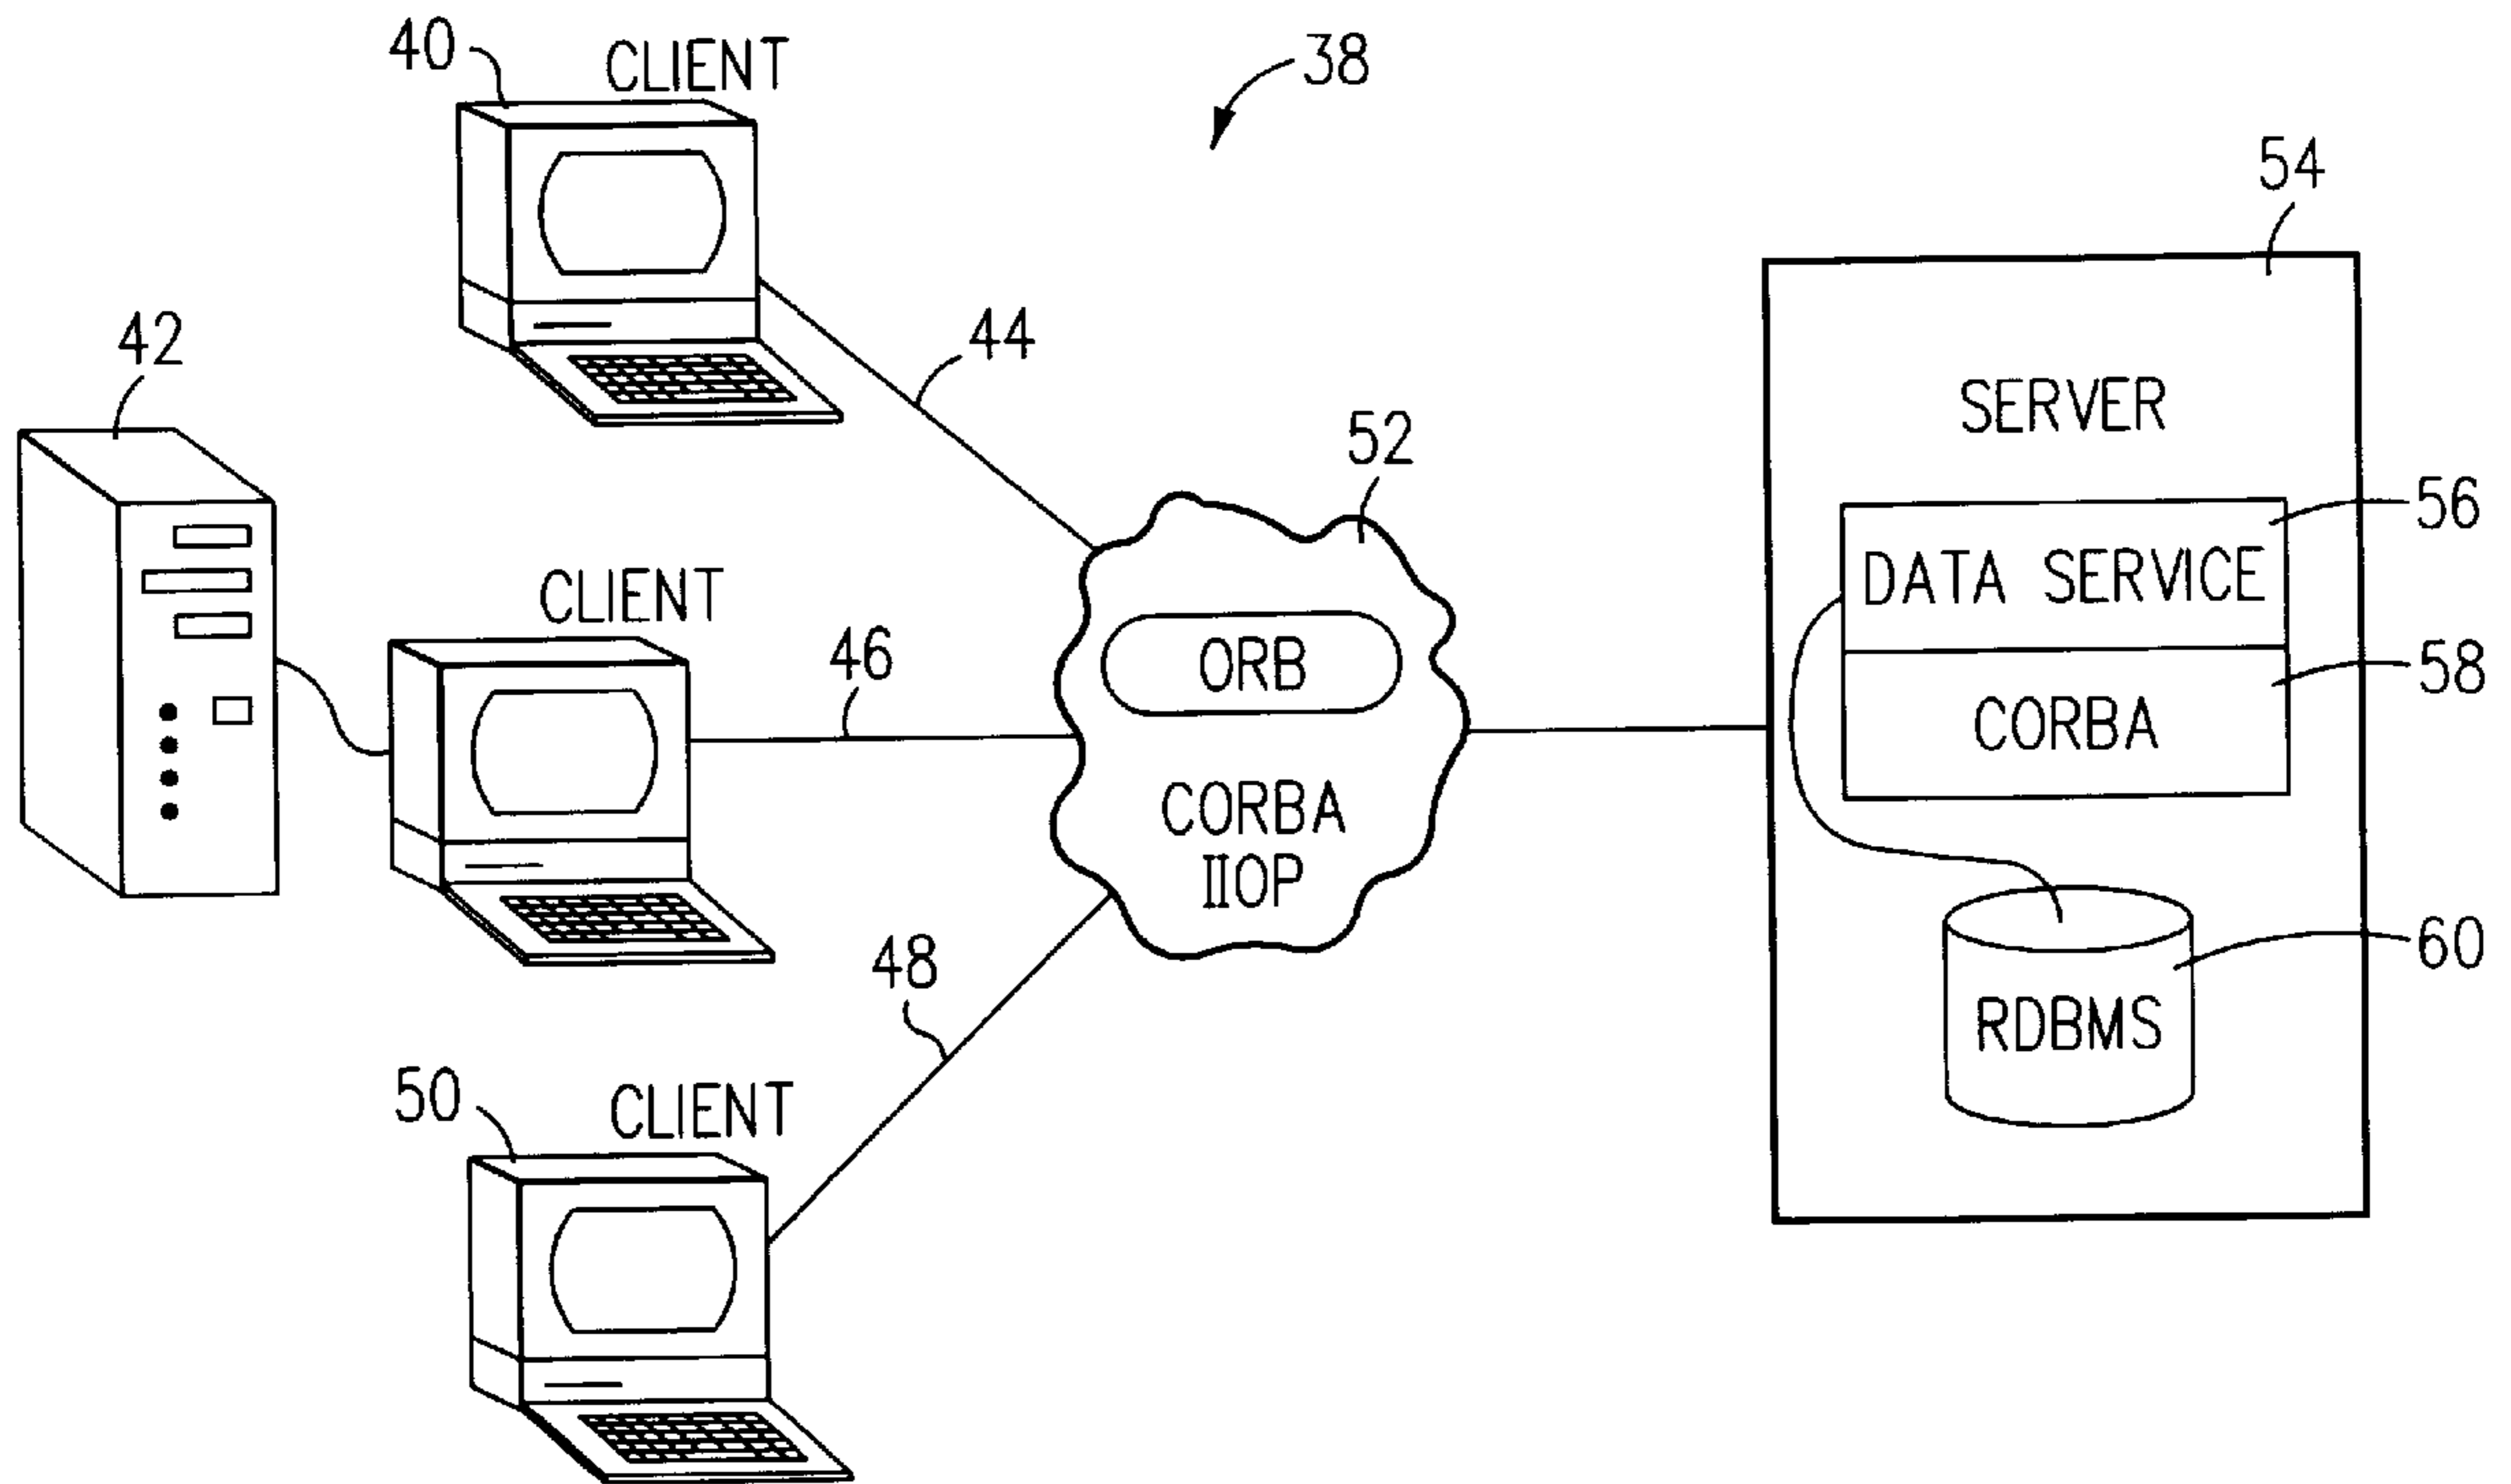 40
CLIENT
38
54
42
44
SERVER
52
56
CLIENT
DATA SERVICE
46
ORB
58
CORBA
CORBA
IIOP
48
60
RDBMS
50
CLIENT